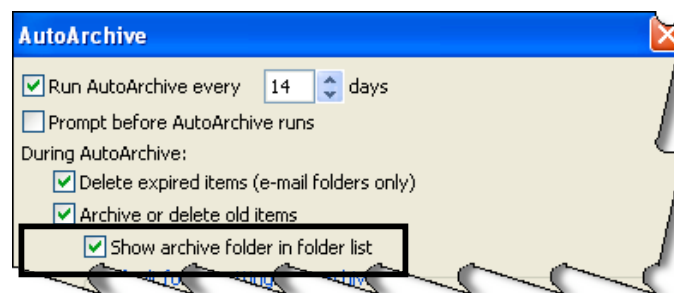 AutoArchive
Run AutoArchive every 14 days
Prompt before AutoArchive runs
During AutoArchive:
Delete expired items (e-mail folders only)
Archive or delete old items
Show archive folder in folder list